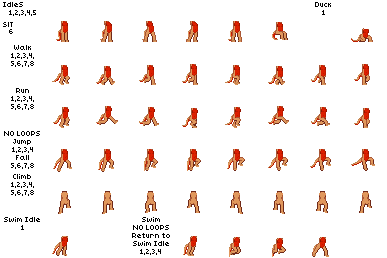 IdleS
1,2,3,4,5
Duck
1
SIT
6
Walk
1,2,3,4,
5,6,7,8
Run
1,2,3,4,
5,6,7,8
NO LOOPS
Jump
1,2,3,4
Fall
5,6,7,8
Climb
1,2,3,4,
5,6,7,8
Swim Idle
1
Swim
NO LOOPS
Return to
Swim Idle
1,2,3,4